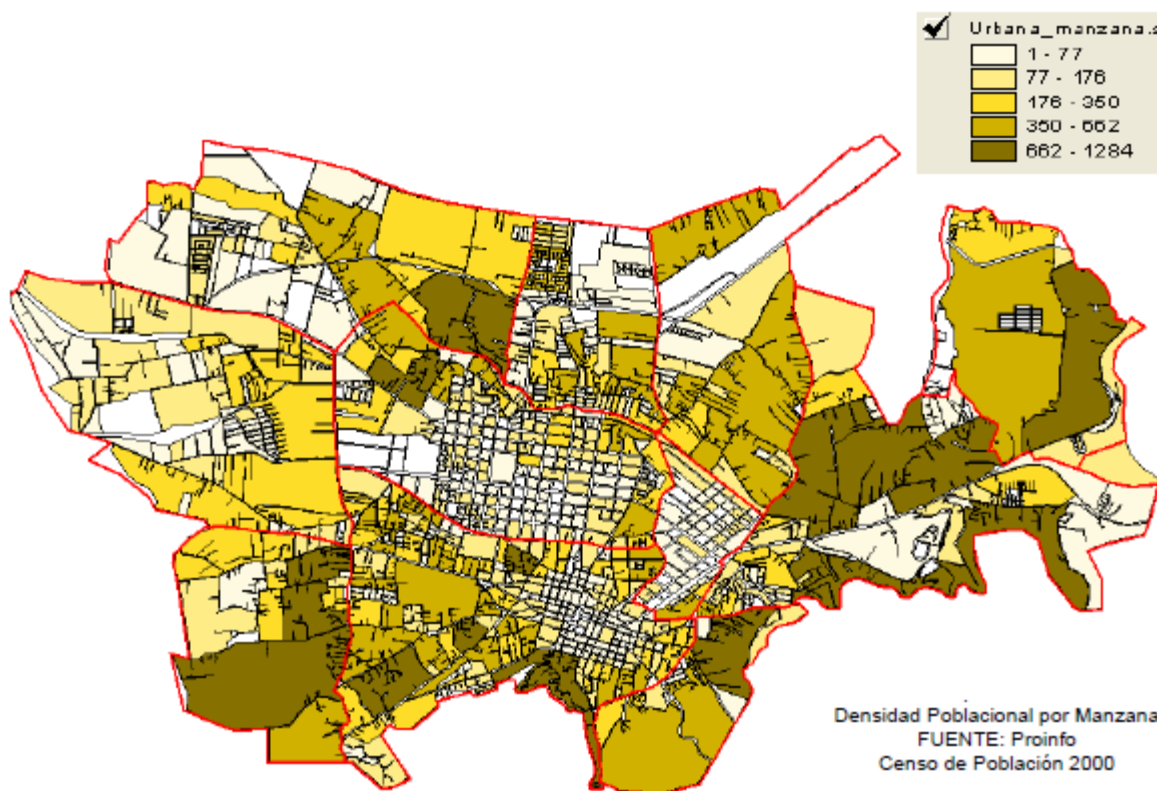 Urbana_manzana.s
1 - 77
77 - 176
176 - 350
350 - 662
662 - 1284
Densidad Poblacional por Manzana
FUENTE: Proinfo
Censo de Población 2000